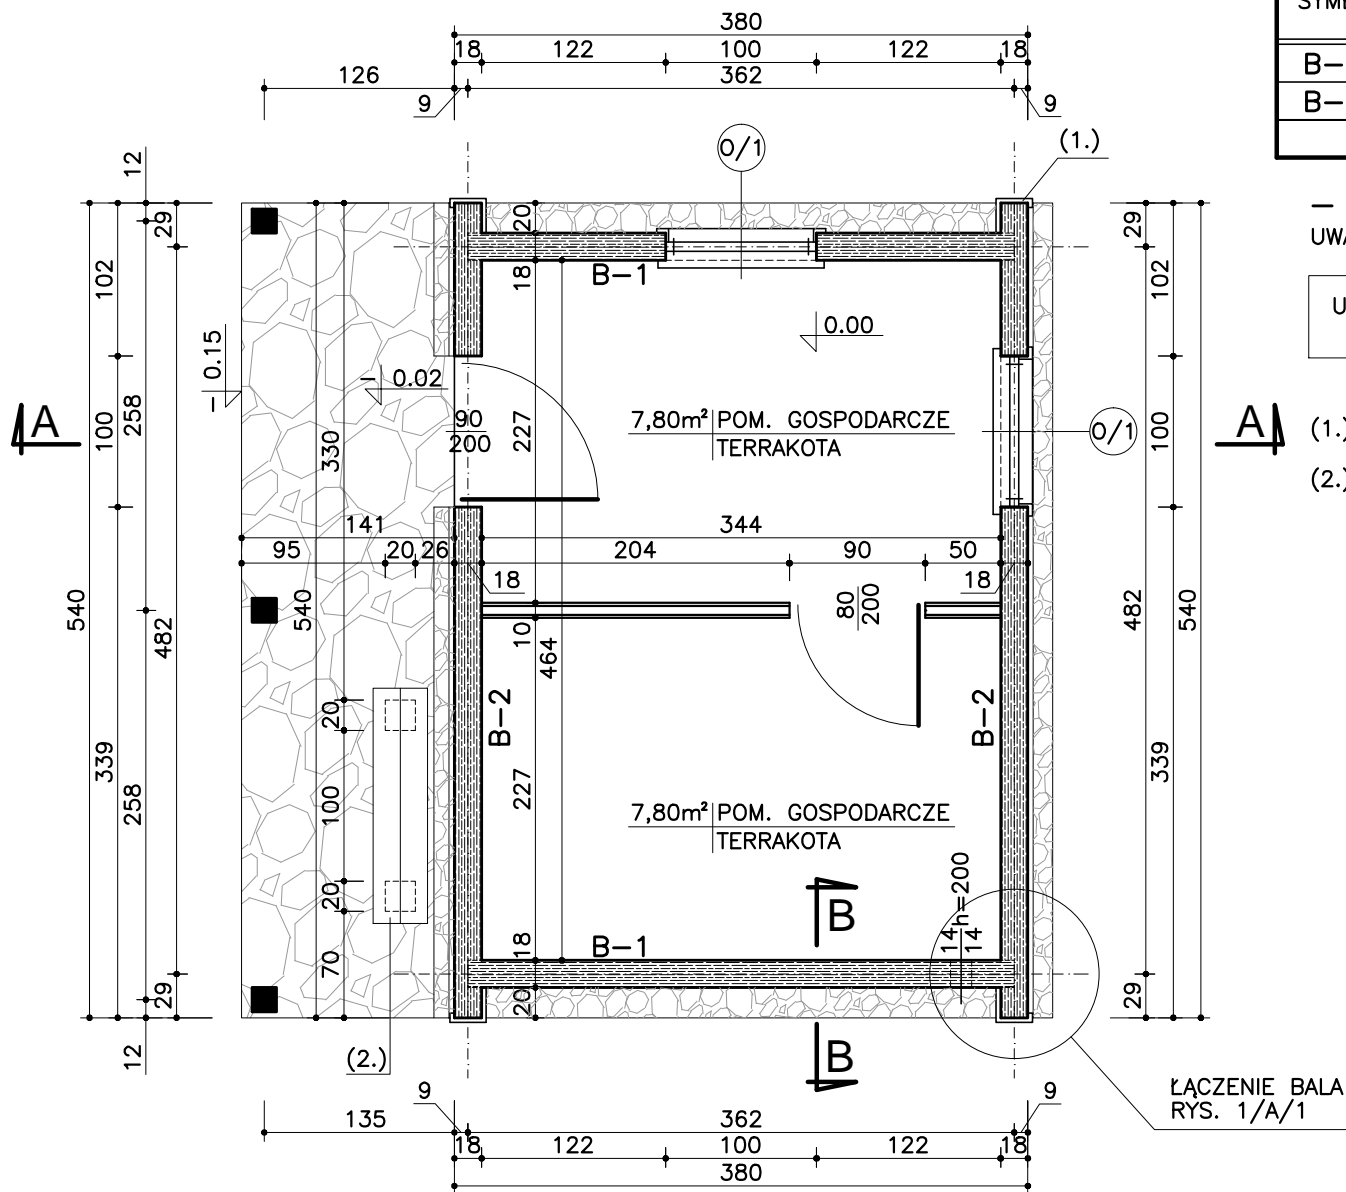 380
18 122 100 122 18
126 362
9 9
SYM
B-
B-
0/1
(1.)
12
29 20 29
-
UWA
102 18 B-1 102
U
0.00
- 0.15
- 0.02
A 100 258 330 90/200 227 7,80m² POM. GOSPODARCZE
TERRAKOTA
0/1 100 A
(1.)
(2.)
141 344
95 20 26 204 90 50
18 18
540 540 482 10 464 80/200 482 540
B-2 B-2
20
339 258 100 227 339
7,80m² POM. GOSPODARCZE
TERRAKOTA
20
B
h=200
14 14
70 18 B-1
29 20 29
12 (2.) B
ŁĄCZENIE BALA
RYS. 1/A/1
9 9
135 362
18 122 100 122 18
380